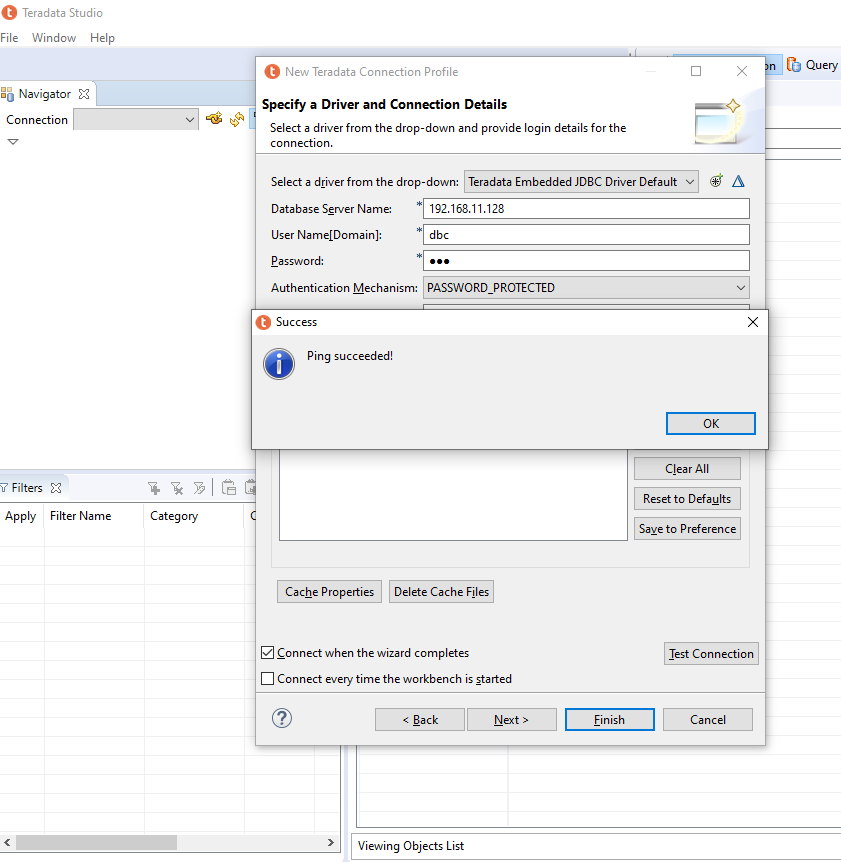 Teradata Studio
File Window Help
New Teradata Connection Profile
Query
Navigator
Specify a Driver and Connection Details
Connection
Select a driver from the drop-down and provide login details for the
connection.
Select a driver from the drop-down: Teradata Embedded JDBC Driver Default
Database Server Name: * 192.168.11.128
User Name[Domain]: * dbc
Password: * ●●●
Authentication Mechanism: PASSWORD_PROTECTED
Success
Ping succeeded!
OK
Clear All
Filters
Reset to Defaults
Apply Filter Name Category
Save to Preference
Cache Properties Delete Cache Files
Connect when the wizard completes
Test Connection
Connect every time the workbench is started
< Back Next > Finish Cancel
Viewing Objects List